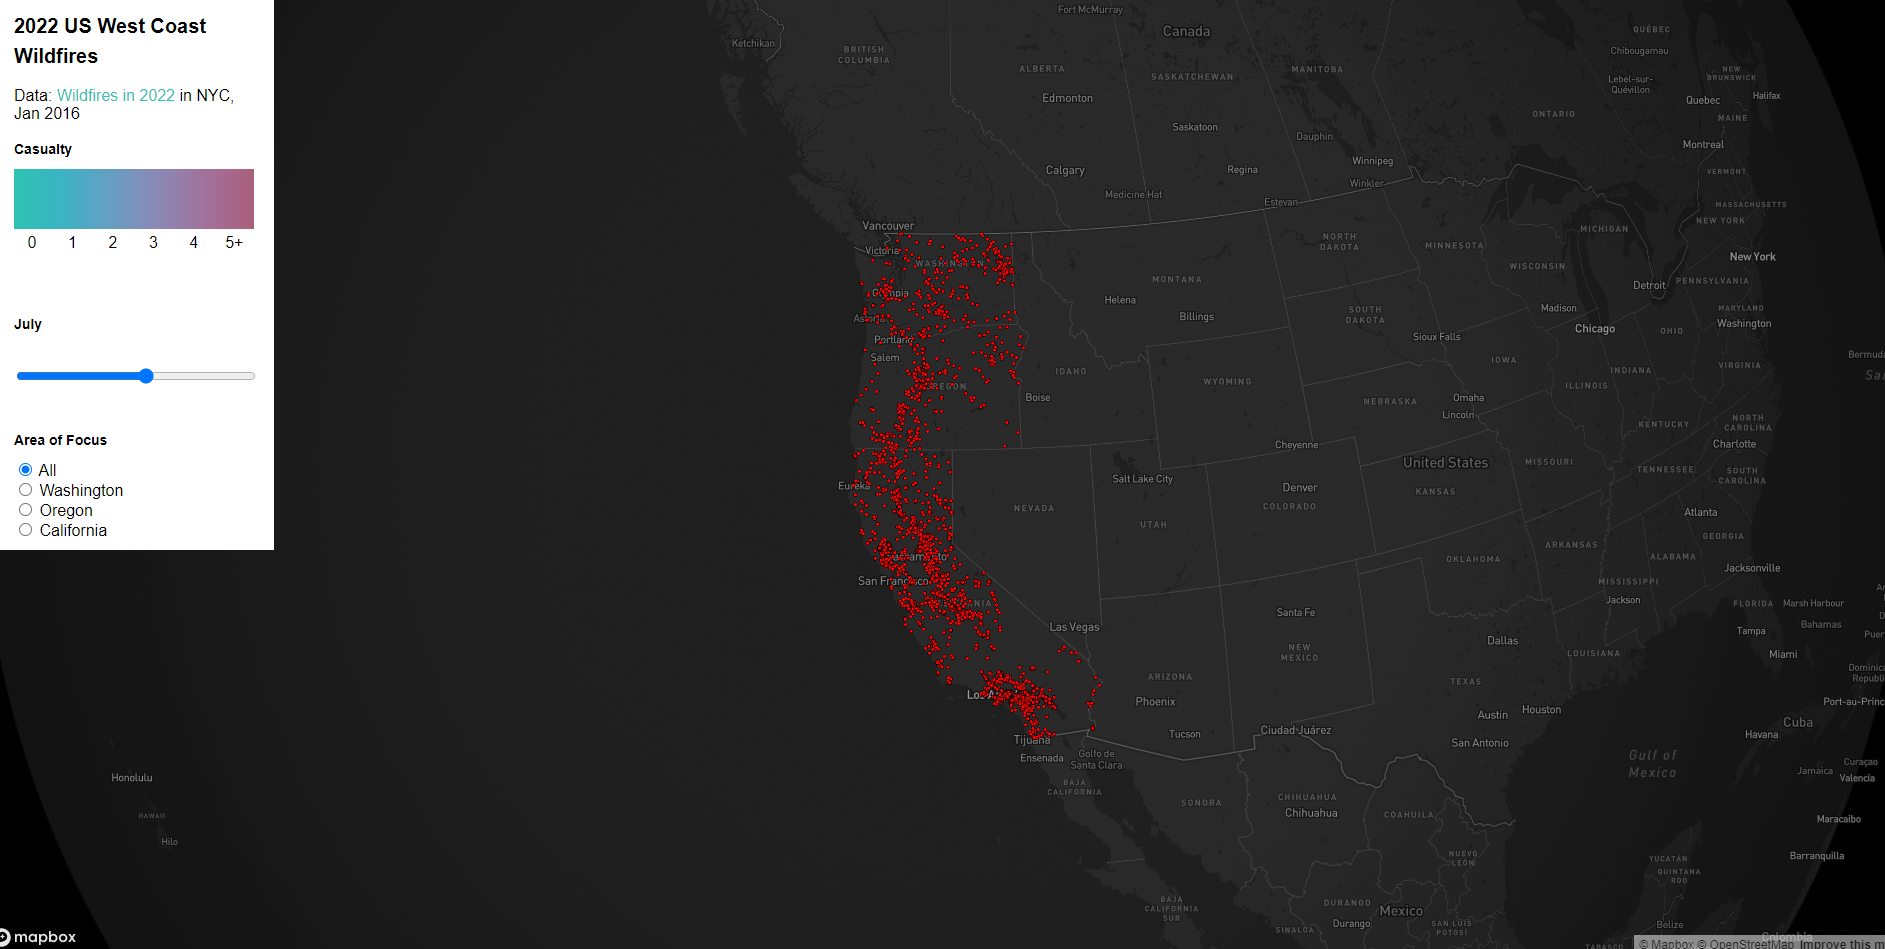 2022 US West Coast
Wildfires
Data: Wildfires in 2022 in NYC,
Jan 2016
Casualty
0 1 2 3 4 5+
July
Area of Focus
All
Washington
Oregon
California
Fort McMurray
Canada
Ketchikan
BRITISH
COLUMBIA
ALBERTA
SASKATCHEWAN
MANITOBA
Edmonton
Saskatoon
Dauphin
ONTARIO
QUÉBEC
Chibougamau
Lebel-sur-
Quévillon
NEW
BRUNSWICK
Quebec
Halifax
MAINE
Montreal
Calgary
Regina
Winnipeg
Winkler
Medicine Hat
Estevan
VERMONT
MASSACHUSETTS
NEW YORK
Vancouver
Victoria
WASHINGTON
Olympia
Astoria
Portland
Salem
OREGON
NORTH
DAKOTA
MINNESOTA
MICHIGAN
WISCONSIN
New York
MONTANA
Helena
Billings
SOUTH
DAKOTA
Detroit
PENNSYLVANIA
Madison
Chicago
MARYLAND
Washington
OHIO
Sioux Falls
IOWA
IDAHO
Boise
WYOMING
NEBRASKA
Omaha
Lincoln
ILLINOIS
INDIANA
VIRGINIA
Bermuda
Sar
KENTUCKY
NORTH
CAROLINA
Charlotte
Cheyenne
United States
MISSOURI
TENNESSEE
SOUTH
CAROLINA
Eureka
Salt Lake City
Denver
COLORADO
KANSAS
NEVADA
UTAH
Atlanta
GEORGIA
ARKANSAS
OKLAHOMA
ALABAMA
Jacksonville
Sacramento
San Francisco
MISSISSIPPI
Jackson
FLORIDA
Marsh Harbour
Bahamas
Tampa
Miami
Las Vegas
Santa Fe
NEW
MEXICO
Dallas
LOUISIANA
ARIZONA
Phoenix
TEXAS
Los Angeles
Austin
Houston
Dominica
Republi
Port-au-Princ
Cuba
Havana
Tijuana
Ensenada
Golfo de
Santa Clara
Tucson
Ciudad Juárez
San Antonio
Gulf of
Mexico
Jamaica
Curaçao
Valencia
BAJA
CALIFORNIA
SONORA
CHIHUAHUA
Chihuahua
COAHUILA
Maracaibo
Barranquilla
Honolulu
HAWAII
Hilo
NUEVO
LEÓN
YUCATÁN
QUINTANA
ROO
BAJA
CALIFORNIA
SUR
DURANGO
Durango
Mexico
SINALOA
SAN LUIS
POTOSÍ
Belize
TABASCO
Colombia
mapbox
© Mapbox © OpenStreetMap Improve this m